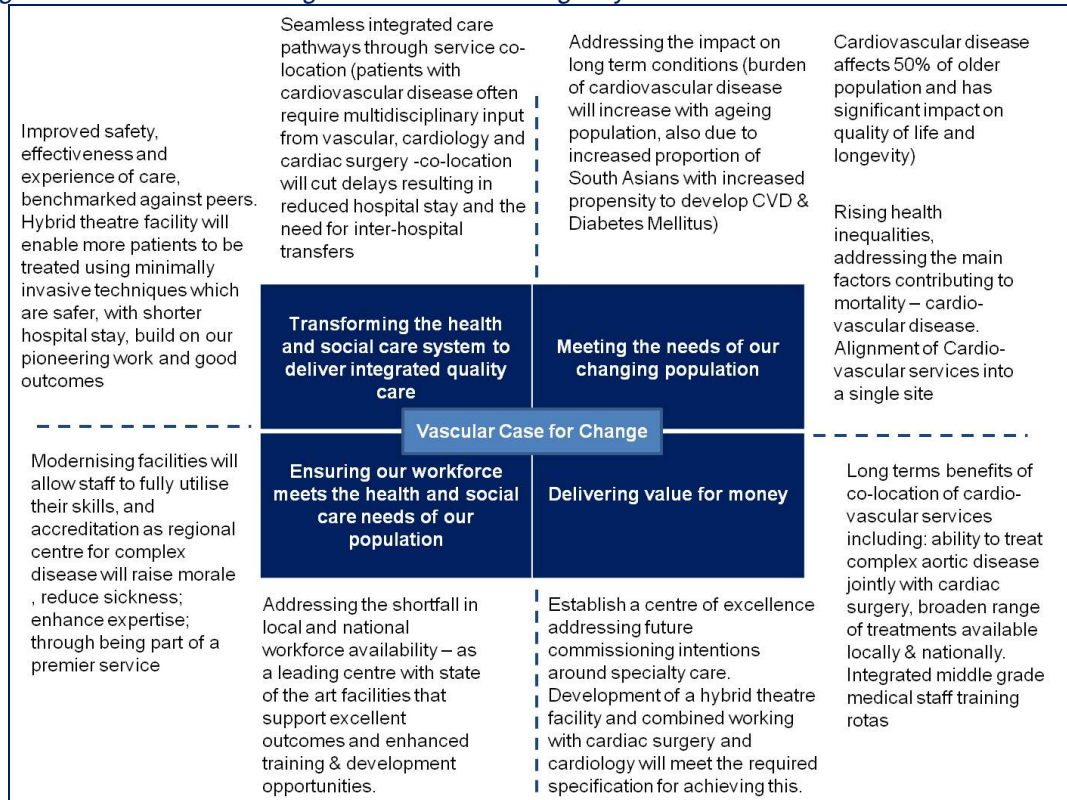 Seamless integrated care
pathways through service co-
location (patients with
cardiovascular disease often
require multidisciplinary input
from vascular, cardiology and
cardiac surgery -co-location
will cut delays resulting in
reduced hospital stay and the
need for inter-hospital
transfers
Addressing the impact on
long term conditions (burden
of cardiovascular disease
will increase with ageing
population, also due to
increased proportion of
South Asians with increased
propensity to develop CVD &
Diabetes Mellitus)
Cardiovascular disease
affects 50% of older
population and has
significant impact on
quality of life and
longevity)
Rising health
inequalities,
addressing the main
factors contributing to
mortality – cardio-
vascular disease.
Alignment of Cardio-
vascular services into
a single site
Improved safety,
effectiveness and
experience of care,
benchmarked against peers.
Hybrid theatre facility will
enable more patients to be
treated using minimally
invasive techniques which
are safer, with shorter
hospital stay, build on our
pioneering work and good
outcomes
Transforming the health
and social care system to
deliver integrated quality
care
Meeting the needs of our
changing population
Vascular Case for Change
Ensuring our workforce
meets the health and social
care needs of our
population
Delivering value for money
Modernising facilities will
allow staff to fully utilise
their skills, and
accreditation as regional
centre for complex
disease will raise morale
, reduce sickness;
enhance expertise;
through being part of a
premier service
Addressing the shortfall in
local and national
workforce availability – as
a leading centre with state
of the art facilities that
support excellent
outcomes and enhanced
training & development
opportunities.
Establish a centre of excellence
addressing future
commissioning intentions
around specialty care.
Development of a hybrid theatre
facility and combined working
with cardiac surgery and
cardiology will meet the required
specification for achieving this.
Long terms benefits of
co-location of cardio-
vascular services
including: ability to treat
complex aortic disease
jointly with cardiac
surgery, broaden range
of treatments available
locally & nationally.
Integrated middle grade
medical staff training
rotas